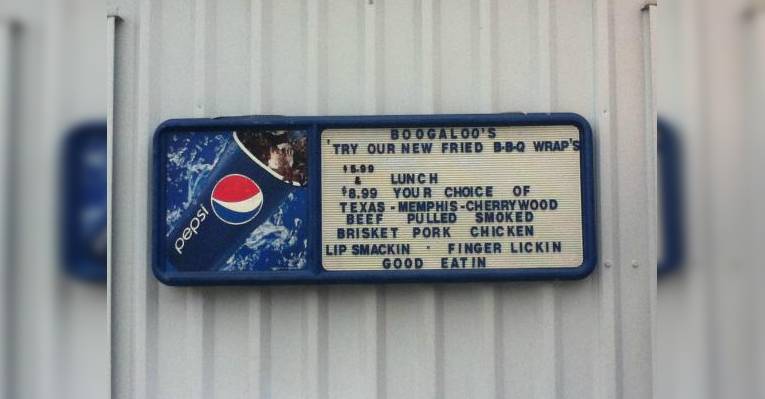 pepsi
BOOGALOO'S
'TRY OUR NEW FRIED B-B-Q WRAP'S
$5.99
& LUNCH
$8.99 YOUR CHOICE OF
TEXAS - MEMPHIS - CHERRYWOOD
BEEF PULLED SMOKED
BRISKET PORK CHICKEN
LIP SMACKIN · FINGER LICKIN
GOOD EATIN